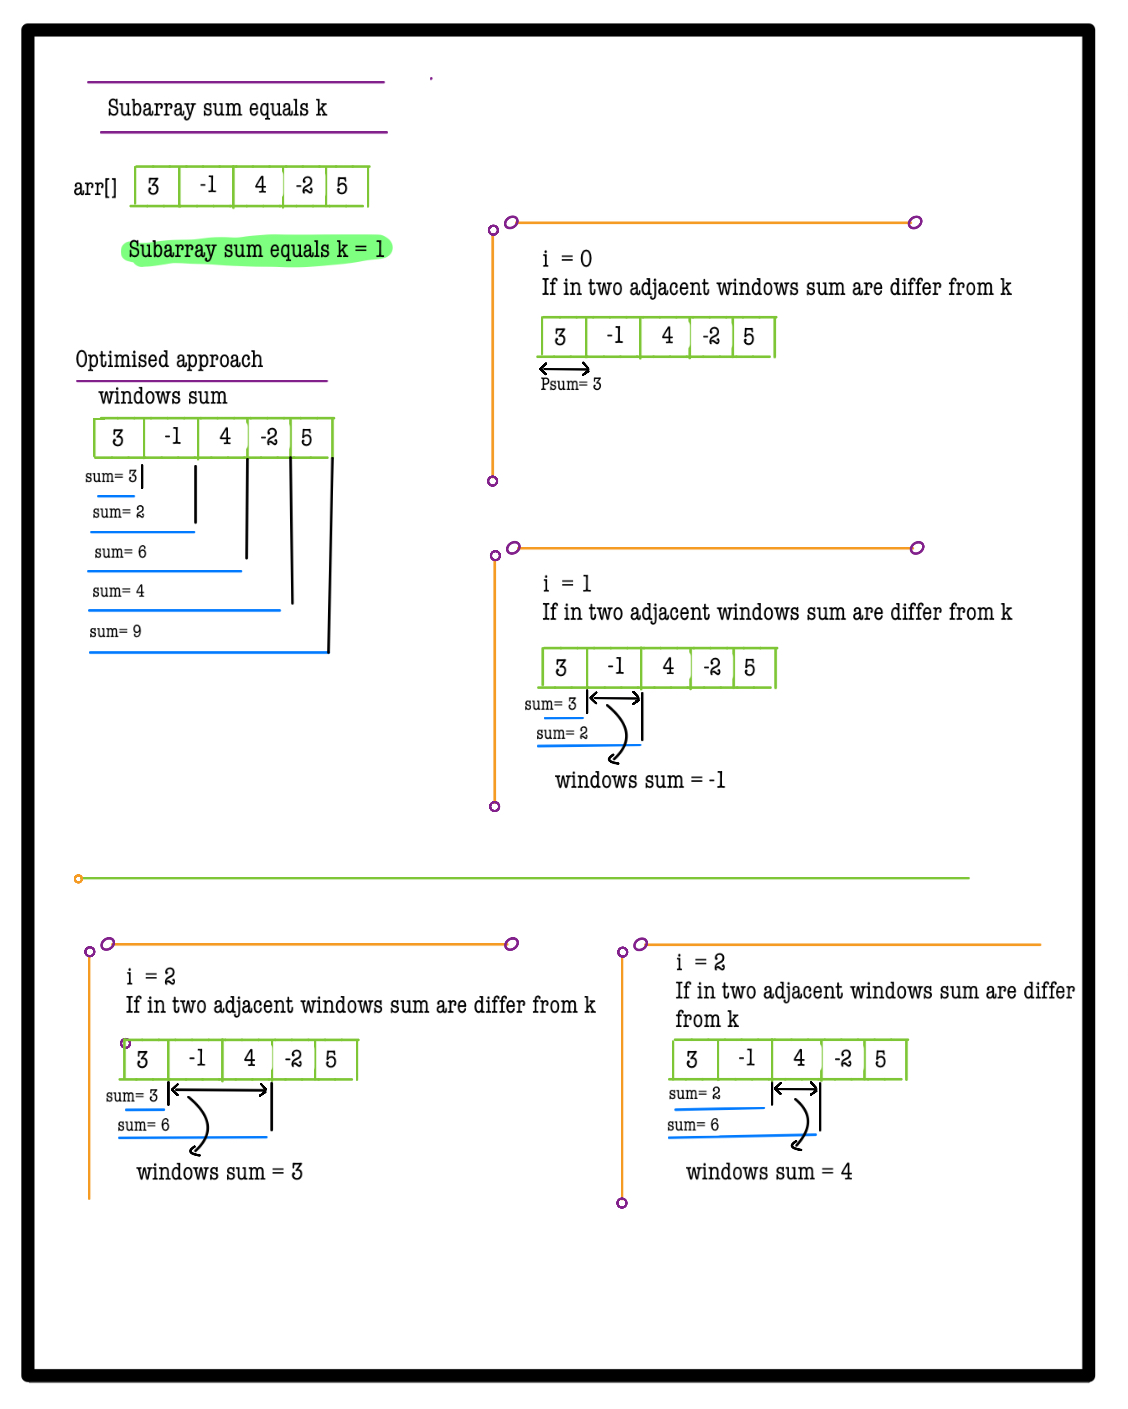 Subarray sum equals k
arr[] 3 -1 4 -2 5
Subarray sum equals k = 1
Optimised approach
windows sum
3 -1 4 -2 5
sum= 3
sum= 2
sum= 6
sum= 4
sum= 9
i = 0
If in two adjacent windows sum are differ from k
3 -1 4 -2 5
Psum= 3
i = 1
If in two adjacent windows sum are differ from k
3 -1 4 -2 5
sum= 3
sum= 2
windows sum = -1
i = 2
If in two adjacent windows sum are differ from k
3 -1 4 -2 5
sum= 3
sum= 6
windows sum = 3
i = 2
If in two adjacent windows sum are differ
from k
3 -1 4 -2 5
sum= 2
sum= 6
windows sum = 4